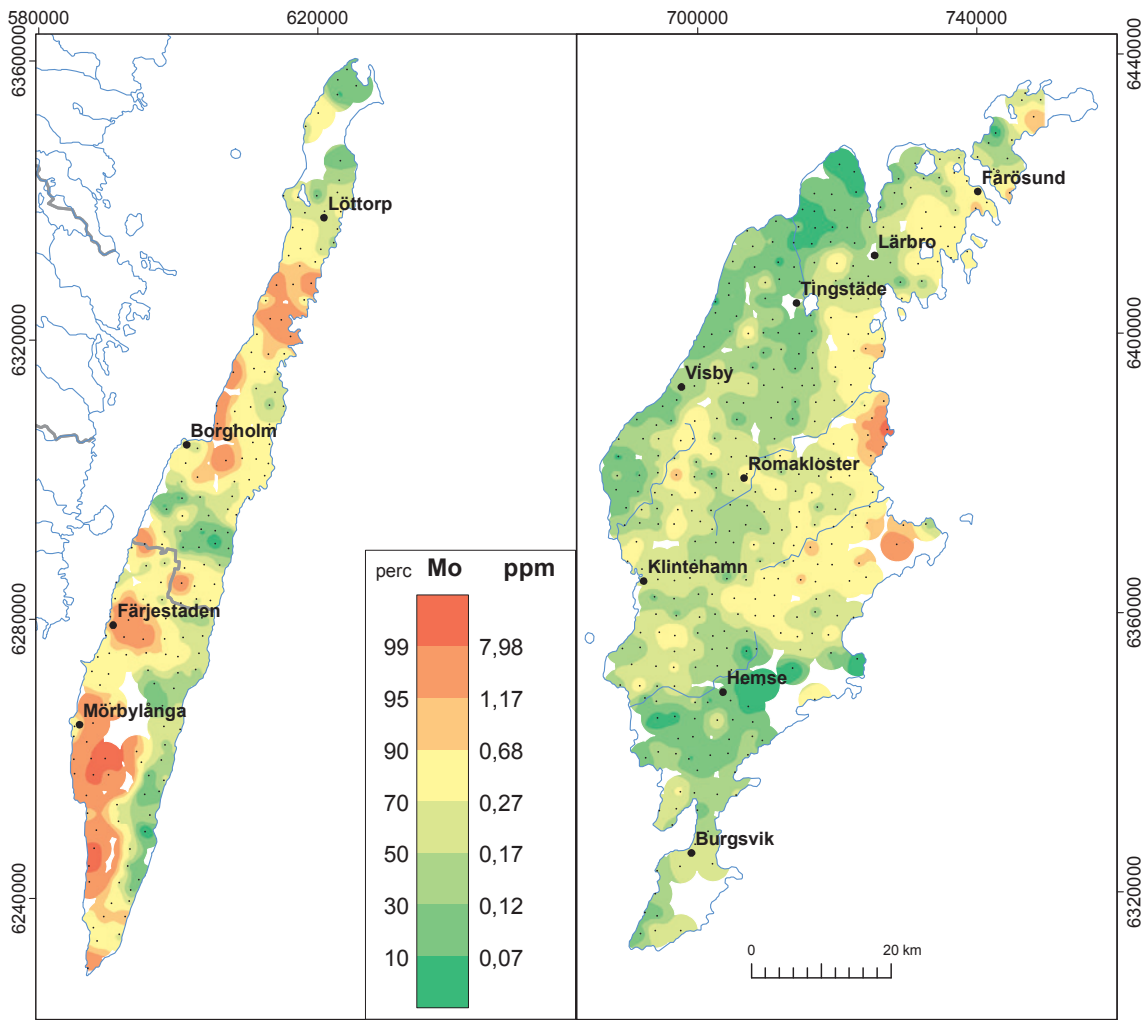 580000
620000
700000
740000
6360000
6320000
6280000
6240000
6440000
6400000
6360000
6320000
Löttorp
Borgholm
Färjestaden
Mörbylånga
Fårösund
Lärbro
Tingstäde
Visby
Romakloster
Klintehamn
Hemse
Burgsvik
perc Mo ppm
99 7,98
95 1,17
90 0,68
70 0,27
50 0,17
30 0,12
10 0,07
0 20 km